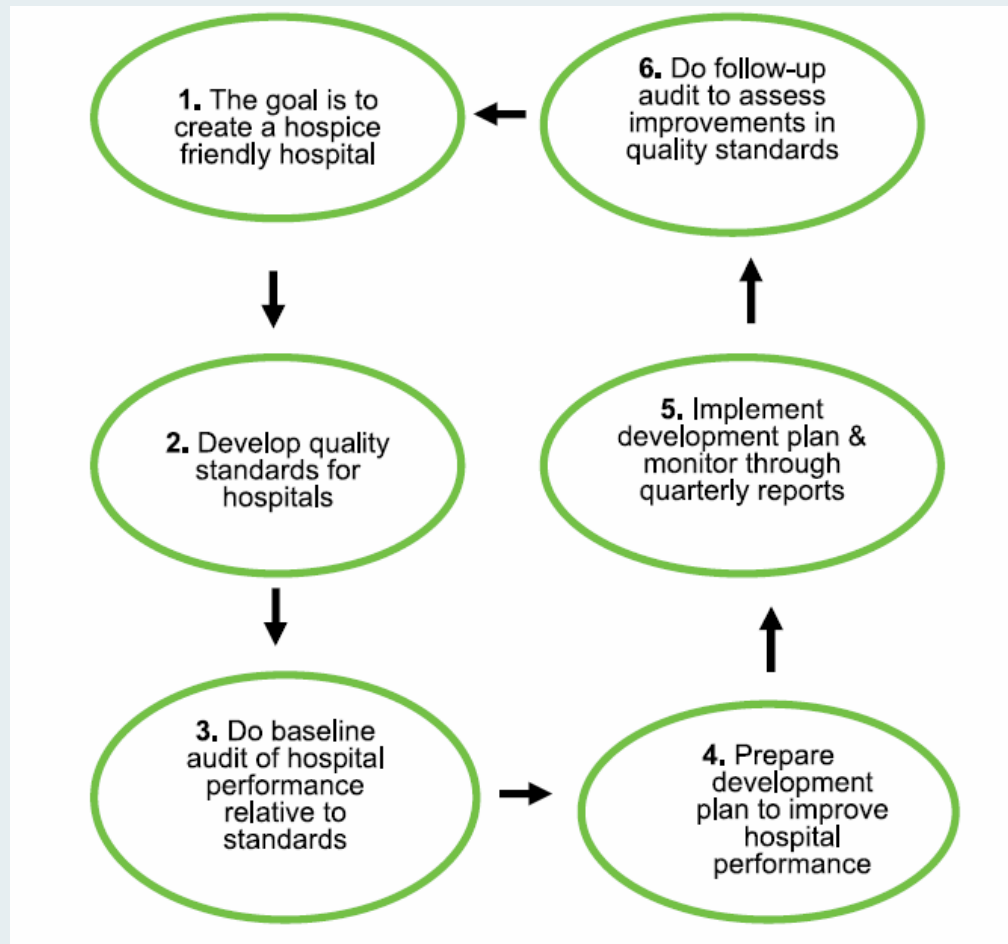 1. The goal is to
create a hospice
friendly hospital
2. Develop quality
standards for
hospitals
3. Do baseline
audit of hospital
performance
relative to
standards
4. Prepare
development
plan to improve
hospital
performance
5. Implement
development plan &
monitor through
quarterly reports
6. Do follow-up
audit to assess
improvements in
quality standards